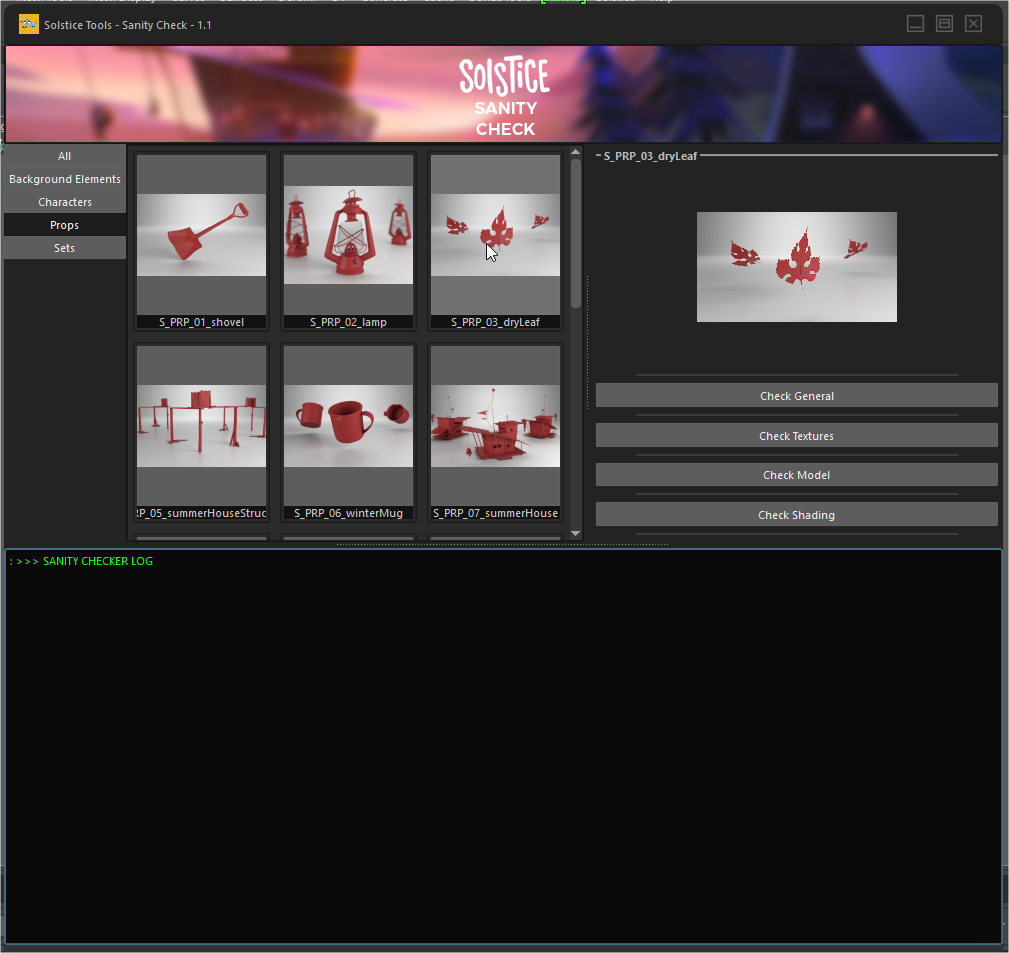 Solstice Tools - Sanity Check - 1.1
SOLSTICE
SANITY
CHECK
All
Background Elements
Characters
Props
Sets
S_PRP_01_shovel
S_PRP_02_lamp
S_PRP_03_dryLeaf
RP_05_summerHouseStruc
S_PRP_06_winterMug
S_PRP_07_summerHouse
S_PRP_03_dryLeaf
Check General
Check Textures
Check Model
Check Shading
: >>> SANITY CHECKER LOG